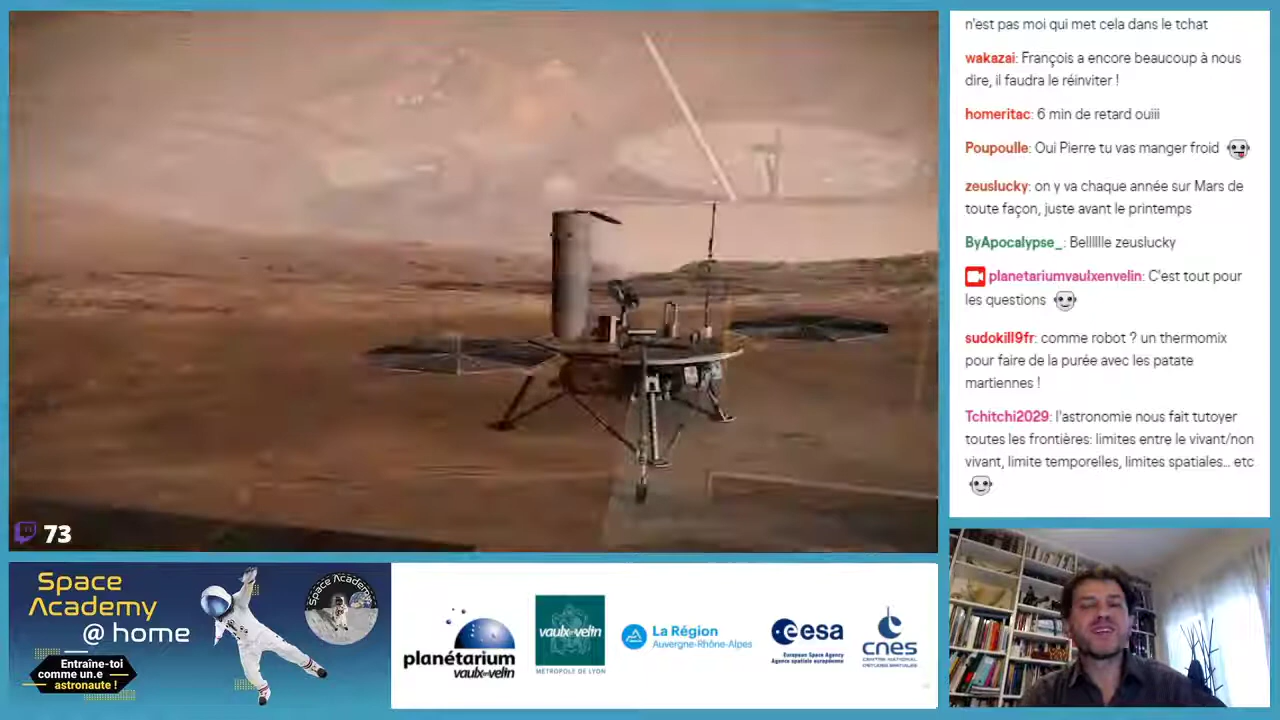 n'est pas moi qui met cela dans le tchat
wakazai: François a encore beaucoup à nous
dire, il faudra le réinviter !
homeritac: 6 min de retard ouiii
Poupoulle: Oui Pierre tu vas manger froid
zeuslucky: on y va chaque année sur Mars de
toute façon, juste avant le printemps
ByApocalypse_: Belllllle zeuslucky
planetariumvaulxenvelin: C'est tout pour
les questions
sudokill9fr: comme robot ? un thermomix
pour faire de la purée avec les patate
martiennes !
Tchitchi2029: l'astronomie nous fait tutoyer
toutes les frontières: limites entre le vivant/non
vivant, limite temporelles, limites spatiales... etc
73
Space
Academy
@ home
Entraîne-toi
comme un.e
astronaute !
Space Academy
planétarium
vaulx en velin
vaulx en velin
MÉTROPOLE DE LYON
La Région
Auvergne-Rhône-Alpes
esa
European Space Agency
Agence spatiale européenne
cnes
CENTRE NATIONAL
D'ÉTUDES SPATIALES